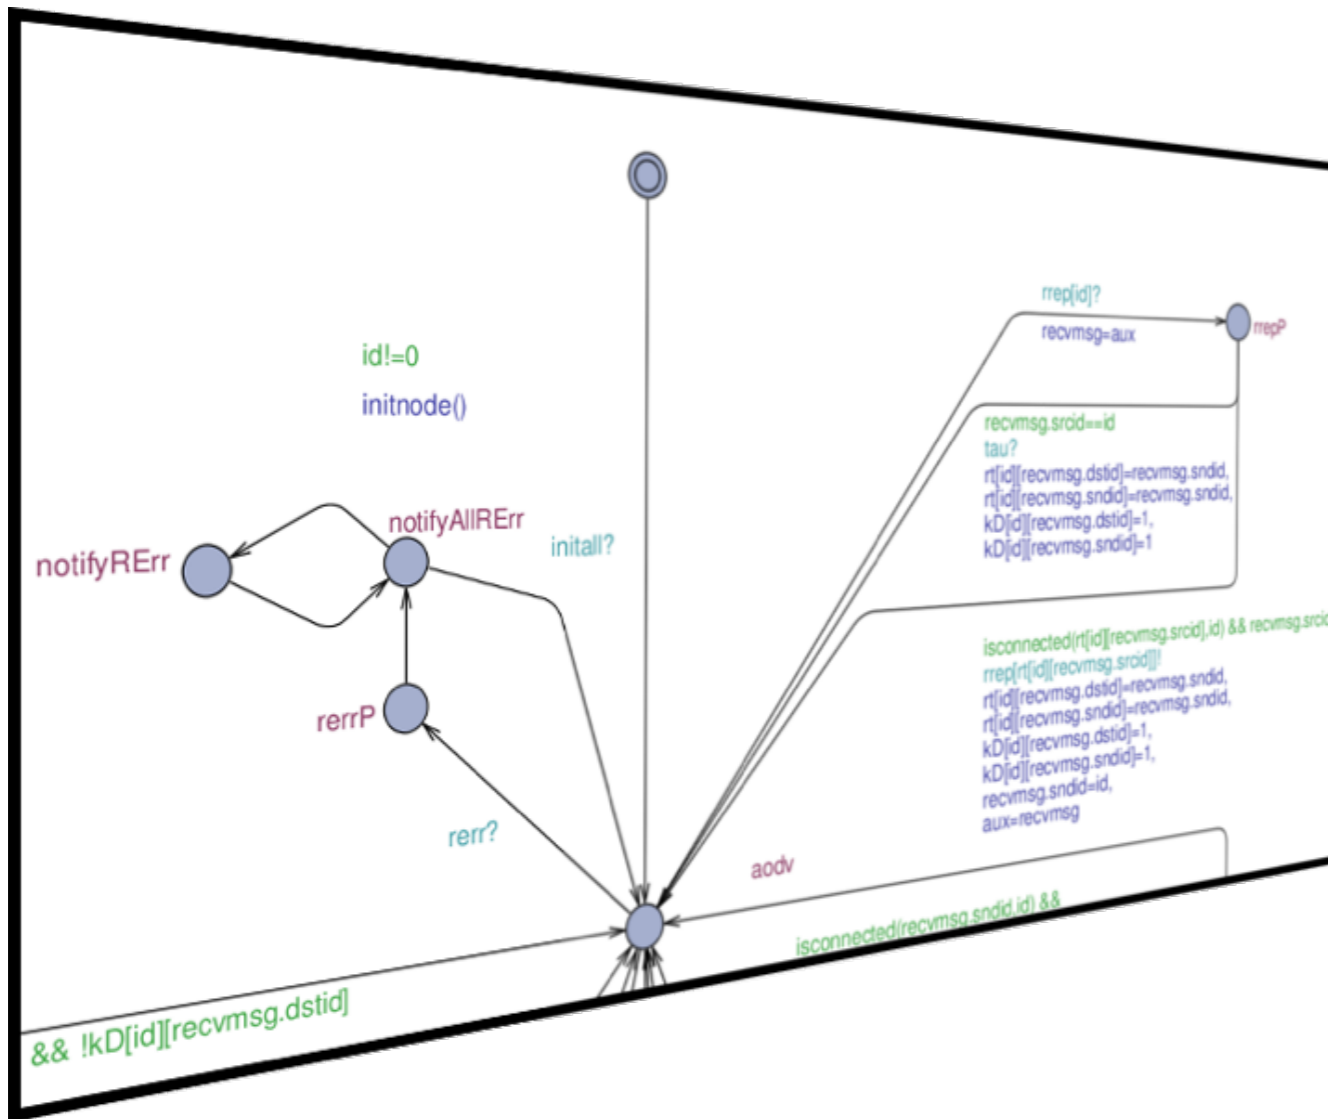 rrep[id]?
rrepP
recvmsg=aux
id!=0
initnode()
recvmsg.srcid==id
tau?
rt[id][recvmsg.dstid]=recvmsg.sndid,
rt[id][recvmsg.sndid]=recvmsg.sndid,
kD[id][recvmsg.dstid]=1,
kD[id][recvmsg.sndid]=1
notifyAllRErr
initall?
notifyRErr
isconnected(rt[id][recvmsg.srcid],id) && recvmsg.srcid
rrep[rt[id][recvmsg.srcid]]!
rt[id][recvmsg.dstid]=recvmsg.sndid,
rt[id][recvmsg.sndid]=recvmsg.sndid,
kD[id][recvmsg.dstid]=1,
kD[id][recvmsg.sndid]=1,
recvmsg.sndid=id,
aux=recvmsg
rerrP
rerr?
aodv
isconnected(recvmsg.sndid,id) &&
&& !kD[id][recvmsg.dstid]